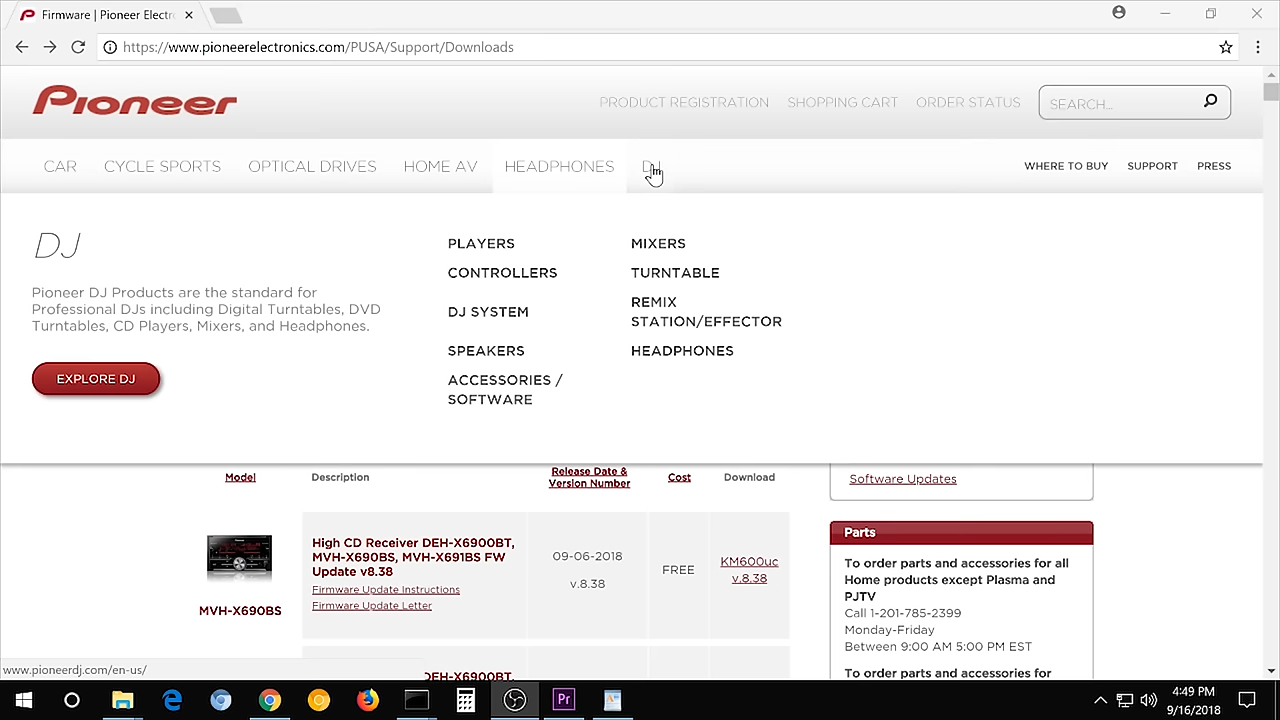 Firmware | Pioneer Electr
https://www.pioneerelectronics.com/PUSA/Support/Downloads
Pioneer
PRODUCT REGISTRATION SHOPPING CART ORDER STATUS SEARCH...
CAR CYCLE SPORTS OPTICAL DRIVES HOME AV HEADPHONES DJ WHERE TO BUY SUPPORT PRESS
DJ
Pioneer DJ Products are the standard for
Professional DJs including Digital Turntables, DVD
Turntables, CD Players, Mixers, and Headphones.
EXPLORE DJ
PLAYERS
CONTROLLERS
DJ SYSTEM
SPEAKERS
ACCESSORIES /
SOFTWARE
MIXERS
TURNTABLE
REMIX
STATION/EFFECTOR
HEADPHONES
Model Description Release Date &
Version Number Cost Download
MVH-X690BS
High CD Receiver DEH-X6900BT,
MVH-X690BS, MVH-X691BS FW
Update v8.38
Firmware Update Instructions
Firmware Update Letter
09-06-2018
v.8.38
FREE
KM600uc
v.8.38
DEH-X6900BT,
Software Updates
Parts
To order parts and accessories for all
Home products except Plasma and
PJTV
Call 1-201-785-2399
Monday-Friday
Between 9:00 AM 5:00 PM EST
To order parts and accessories for
www.pioneerdj.com/en-us/
Pr
4:49 PM
9/16/2018